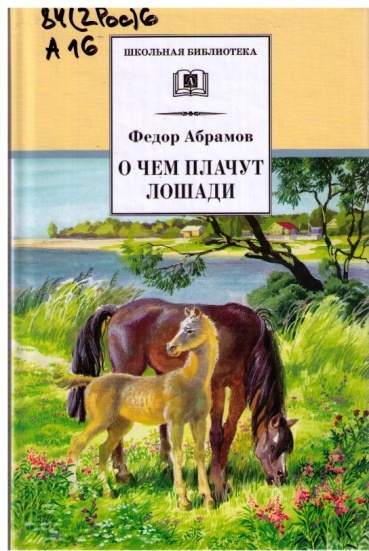 84(2Рос)6
А 16
ШКОЛЬНАЯ БИБЛИОТЕКА
Федор Абрамов
О ЧЕМ ПЛАЧУТ
ЛОШАДИ